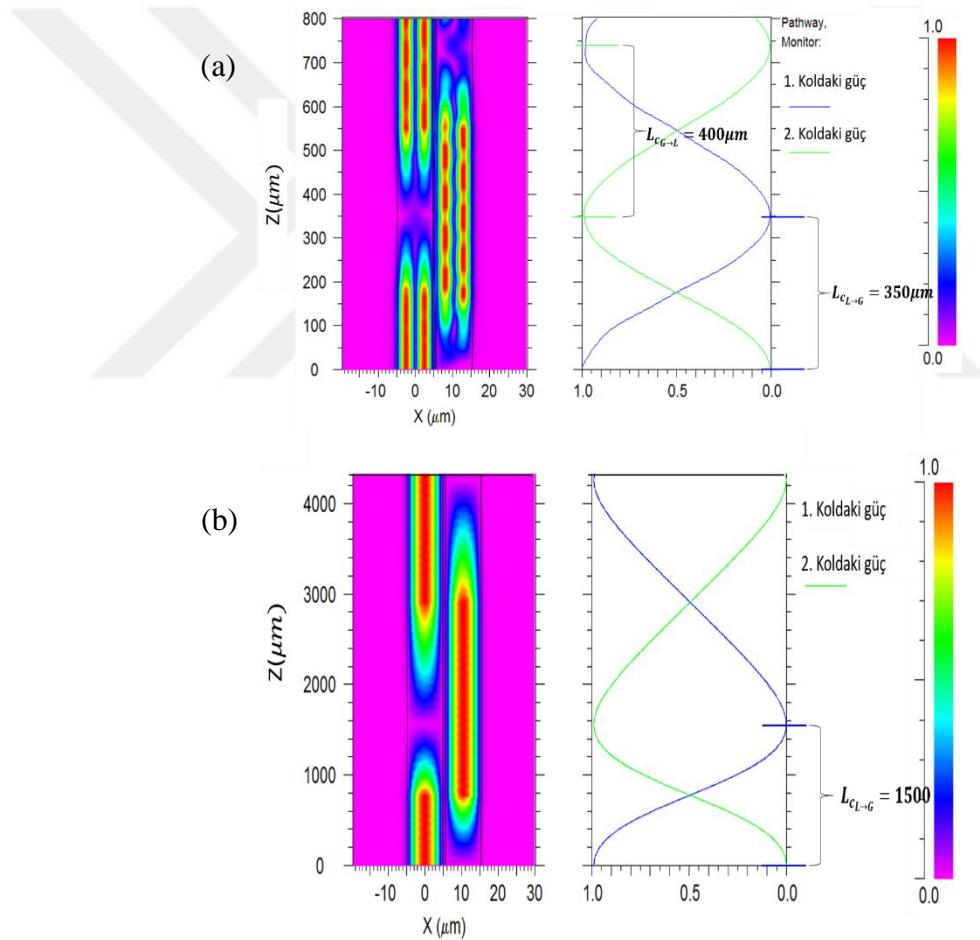 (a)
800
700
600
500
400
300
200
100
0
Z(μm)
-10 0 10 20 30
X (μm)
L_{c_{G→L}} = 400μm
L_{c_{L→G}} = 350μm
1.0 0.5 0.0
Pathway,
Monitor:
1. Koldaki güç
2. Koldaki güç
1.0
0.0
(b)
4000
3000
2000
1000
0
Z(μm)
-10 0 10 20 30
X (μm)
L_{c_{L→G}} = 1500
1.0 0.5 0.0
1. Koldaki güç
2. Koldaki güç
1.0
0.0